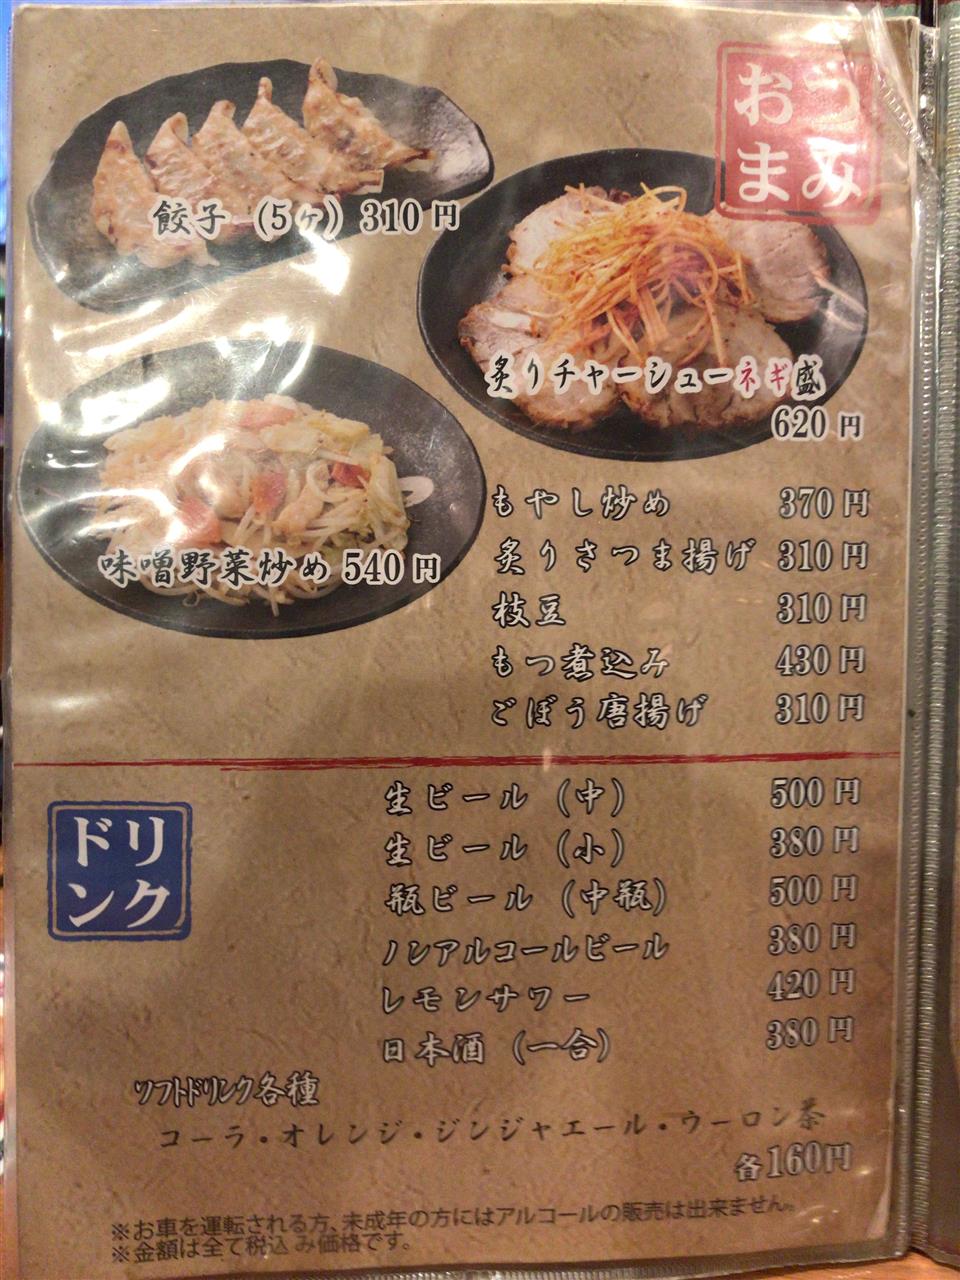 おつまみ
餃子（5ケ）310円
炙りチャーシューネギ盛
620円
味噌野菜炒め 540円
もやし炒め 370円
炙りさつま揚げ 310円
枝豆 310円
もつ煮込み 430円
ごぼう唐揚げ 310円
ドリンク
生ビール（中） 500円
生ビール（小） 380円
瓶ビール（中瓶） 500円
ノンアルコールビール 380円
レモンサワー 420円
日本酒（一合） 380円
ソフトドリンク各種
コーラ・オレンジ・ジンジャエール・ウーロン茶
各160円
※お車を運転される方、未成年の方にはアルコールの販売は出来ません。
※金額は全て税込み価格です。